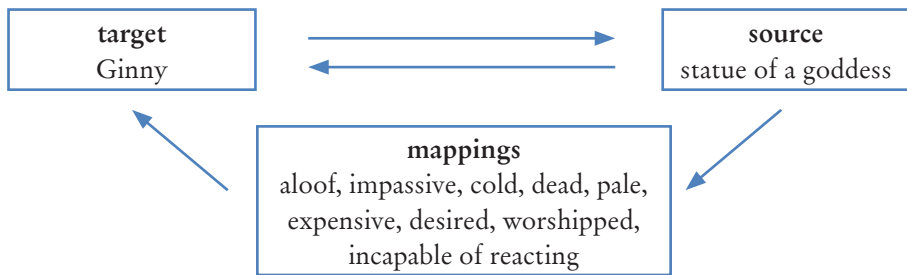 target
Ginny
source
statue of a goddess
mappings
aloof, impassive, cold, dead, pale,
expensive, desired, worshipped,
incapable of reacting